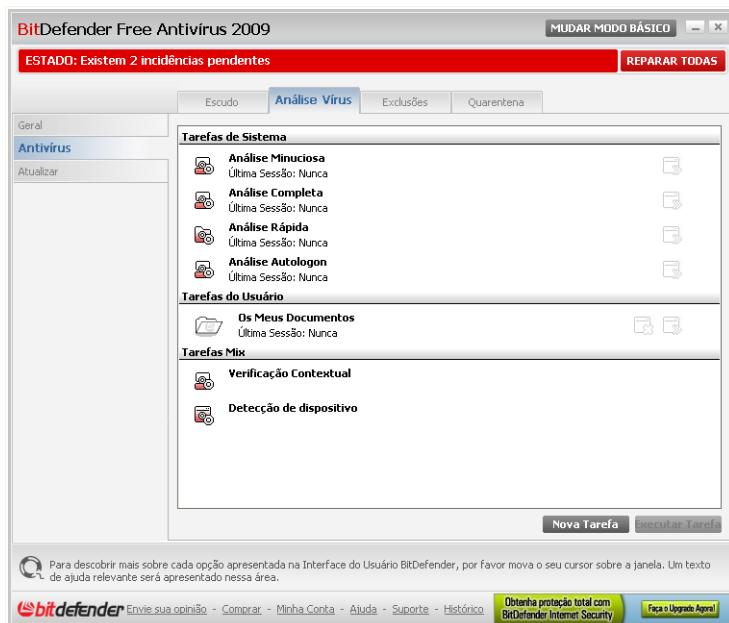 BitDefender Free Antivírus 2009
MUDAR MODO BÁSICO
ESTADO: Existem 2 incidências pendentes
REPARAR TODAS
Escudo
Análise Vírus
Exclusões
Quarentena
Geral
Antivírus
Atualizar
Tarefas de Sistema
Análise Minuciosa
Última Sessão: Nunca
Análise Completa
Última Sessão: Nunca
Análise Rápida
Última Sessão: Nunca
Análise Autologon
Última Sessão: Nunca
Tarefas do Usuário
Os Meus Documentos
Última Sessão: Nunca
Tarefas Mix
Verificação Contextual
Detecção de dispositivo
Nova Tarefa
Executar Tarefa
Para descobrir mais sobre cada opção apresentada na Interface do Usuário BitDefender, por favor mova o seu cursor sobre a janela. Um texto
de ajuda relevante será apresentado nessa área.
bitdefender
Envie sua opinião - Comprar - Minha Conta - Ajuda - Suporte - Histórico
Obtenha proteção total com
BitDefender Internet Security
Faça o Upgrade Agora!